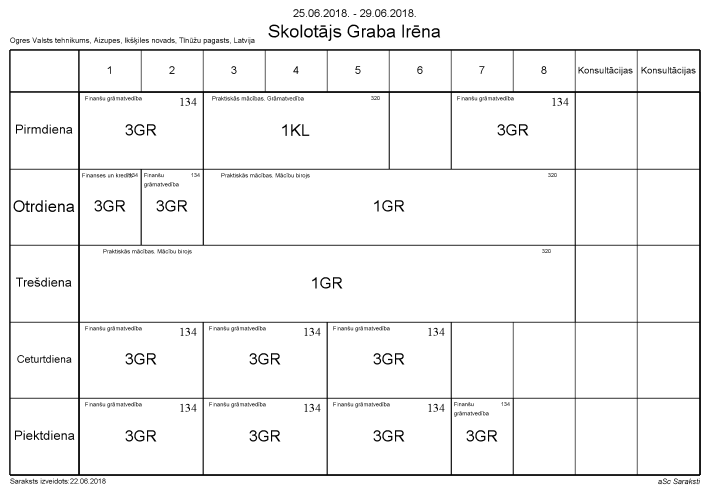 25.06.2018. - 29.06.2018.
Skolotājs Graba Irēna
Ogres Valsts tehnikums, Aizupes, Ikšķiles novads, Tīnūžu pagasts, Latvija
1 2 3 4 5 6 7 8 Konsultācijas Konsultācijas
Finanšu grāmatvedība 134 Praktiskās mācības. Grāmatvedība 320 Finanšu grāmatvedība 134
Pirmdiena 3GR 1KL 3GR
Finanses un kredīts 134 Finanšu 134 Praktiskās mācības. Mācību birojs 320
grāmatvedība
Otrdiena 3GR 3GR 1GR
Praktiskās mācības. Mācību birojs 320
Trešdiena 1GR
Finanšu grāmatvedība 134 Finanšu grāmatvedība 134 Finanšu grāmatvedība 134
Ceturtdiena 3GR 3GR 3GR
Finanšu grāmatvedība 134 Finanšu grāmatvedība 134 Finanšu grāmatvedība 134 Finanšu 134
grāmatvedība
Piektdiena 3GR 3GR 3GR 3GR
Saraksts izveidots:22.06.2018 aSc Saraksti